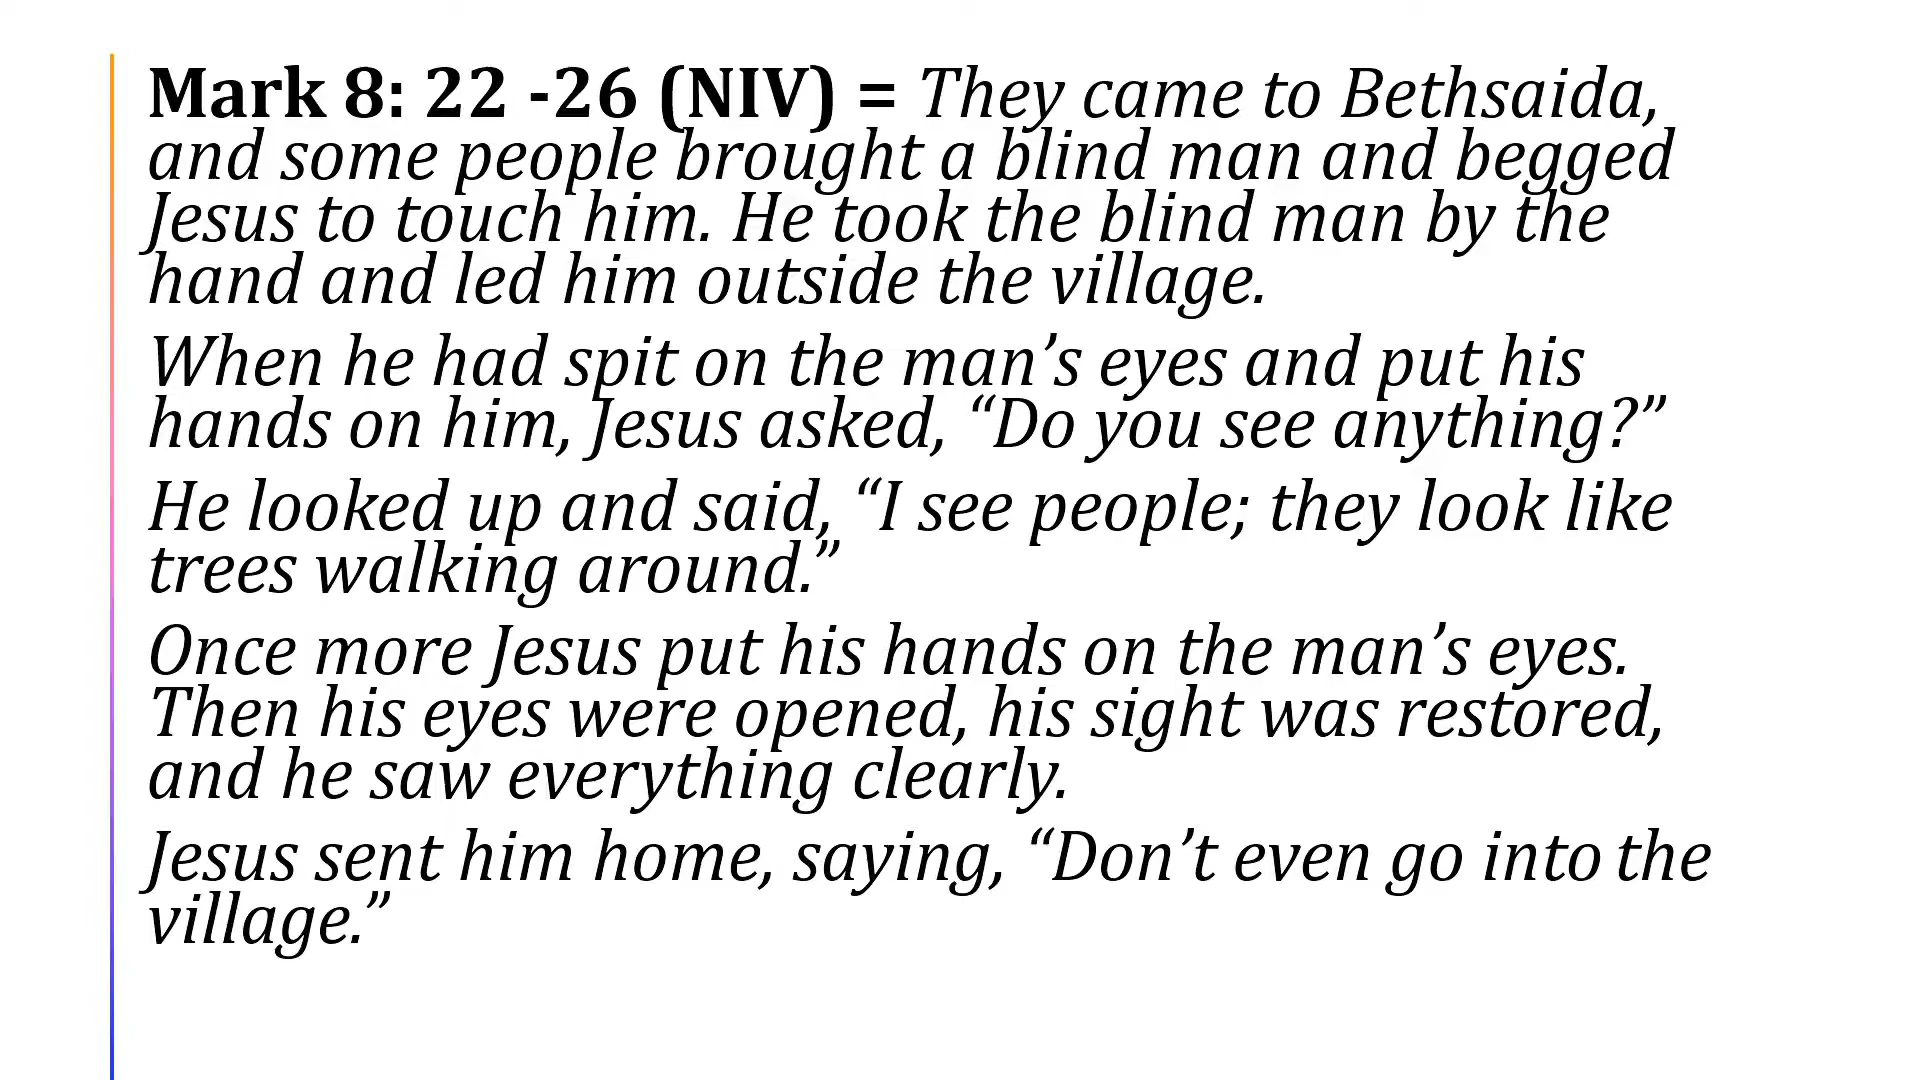 Mark 8: 22 -26 (NIV) = They came to Bethsaida,
and some people brought a blind man and begged
Jesus to touch him. He took the blind man by the
hand and led him outside the village.
When he had spit on the man’s eyes and put his
hands on him, Jesus asked, “Do you see anything?”
He looked up and said, “I see people; they look like
trees walking around.”
Once more Jesus put his hands on the man’s eyes.
Then his eyes were opened, his sight was restored,
and he saw everything clearly.
Jesus sent him home, saying, “Don’t even go into the
village.”